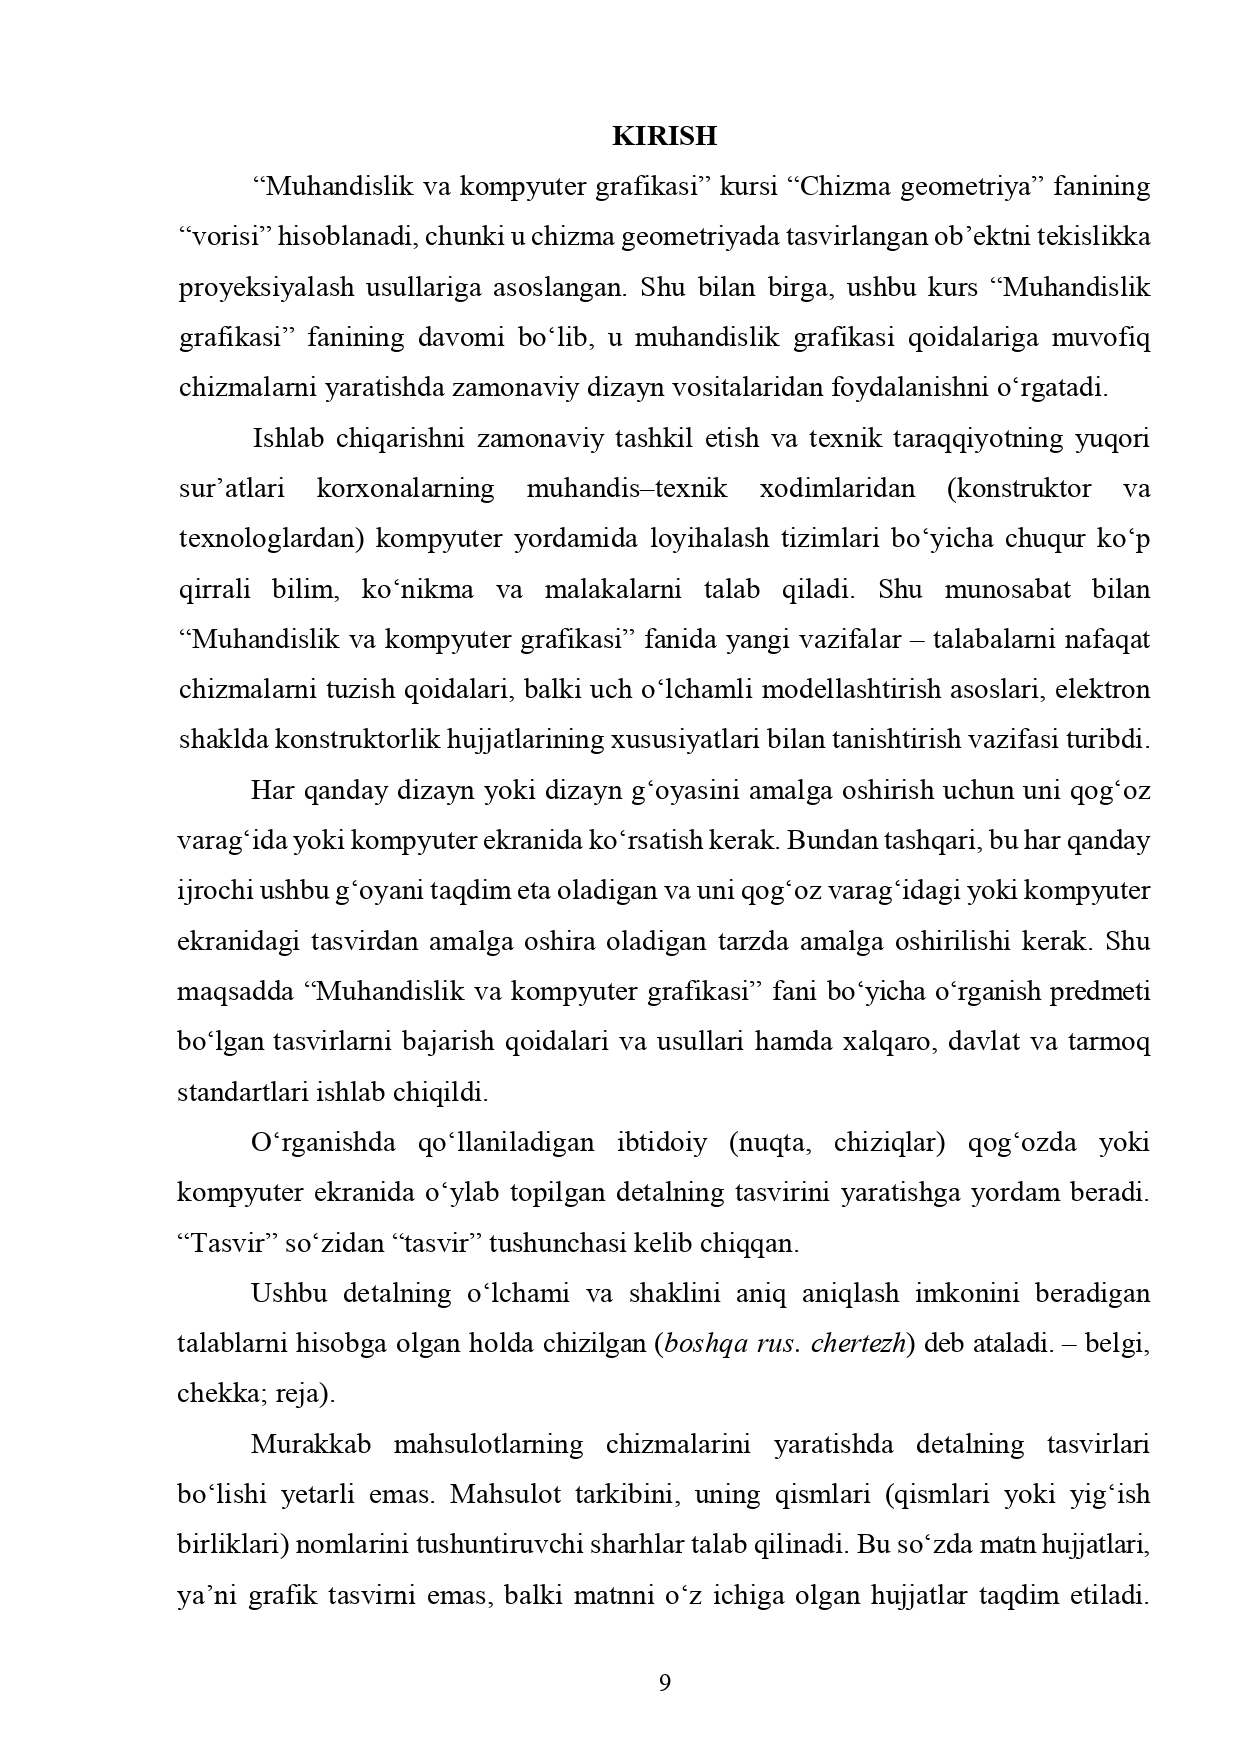 KIRISH
“Muhandislik va kompyuter grafikasi” kursi “Chizma geometriya” fanining
“vorisi” hisoblanadi, chunki u chizma geometriyada tasvirlangan ob’ektni tekislikka
proyeksiyalash usullariga asoslangan. Shu bilan birga, ushbu kurs “Muhandislik
grafikasi” fanining davomi bo‘lib, u muhandislik grafikasi qoidalariga muvofiq
chizmalarni yaratishda zamonaviy dizayn vositalaridan foydalanishni o‘rgatadi.
Ishlab chiqarishni zamonaviy tashkil etish va texnik taraqqiyotning yuqori
sur’atlari korxonalarning muhandis–texnik xodimlaridan (konstruktor va
texnologlardan) kompyuter yordamida loyihalash tizimlari bo‘yicha chuqur ko‘p
qirrali bilim, ko‘nikma va malakalarni talab qiladi. Shu munosabat bilan
“Muhandislik va kompyuter grafikasi” fanida yangi vazifalar – talabalarni nafaqat
chizmalarni tuzish qoidalari, balki uch o‘lchamli modellashtirish asoslari, elektron
shaklda konstruktorlik hujjatlarining xususiyatlari bilan tanishtirish vazifasi turibdi.
Har qanday dizayn yoki dizayn g‘oyasini amalga oshirish uchun uni qog‘oz
varag‘ida yoki kompyuter ekranida ko‘rsatish kerak. Bundan tashqari, bu har qanday
ijrochi ushbu g‘oyani taqdim eta oladigan va uni qog‘oz varag‘idagi yoki kompyuter
ekranidagi tasvirdan amalga oshira oladigan tarzda amalga oshirilishi kerak. Shu
maqsadda “Muhandislik va kompyuter grafikasi” fani bo‘yicha o‘rganish predmeti
bo‘lgan tasvirlarni bajarish qoidalari va usullari hamda xalqaro, davlat va tarmoq
standartlari ishlab chiqildi.
O‘rganishda qo‘llaniladigan ibtidoiy (nuqta, chiziqlar) qog‘ozda yoki
kompyuter ekranida o‘ylab topilgan detalning tasvirini yaratishga yordam beradi.
“Tasvir” so‘zidan “tasvir” tushunchasi kelib chiqqan.
Ushbu detalning o‘lchami va shaklini aniq aniqlash imkonini beradigan
talablarni hisobga olgan holda chizilgan (boshqa rus. chertezh) deb ataladi. – belgi,
chekka; reja).
Murakkab mahsulotlarning chizmalarini yaratishda detalning tasvirlari
bo‘lishi yetarli emas. Mahsulot tarkibini, uning qismlari (qismlari yoki yig‘ish
birliklari) nomlarini tushuntiruvchi sharhlar talab qilinadi. Bu so‘zda matn hujjatlari,
ya’ni grafik tasvirni emas, balki matnni o‘z ichiga olgan hujjatlar taqdim etiladi.
9